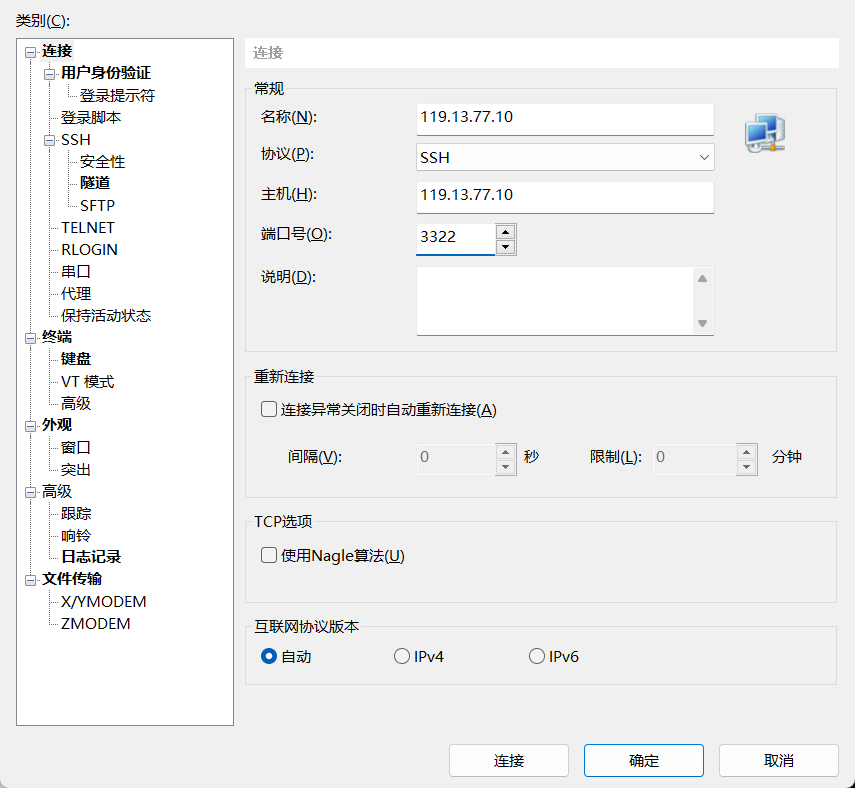 类别(C):
连接
用户身份验证
登录提示符
登录脚本
SSH
安全性
隧道
SFTP
TELNET
RLOGIN
串口
代理
保持活动状态
终端
键盘
VT 模式
高级
外观
窗口
突出
高级
跟踪
响铃
日志记录
文件传输
X/YMODEM
ZMODEM
连接
常规
名称(N): 119.13.77.10
协议(P): SSH
主机(H): 119.13.77.10
端口号(O): 3322
说明(D):
重新连接
连接异常关闭时自动重新连接(A)
间隔(V): 0 秒 限制(L): 0 分钟
TCP选项
使用Nagle算法(U)
互联网协议版本
自动 IPv4 IPv6
连接 确定 取消